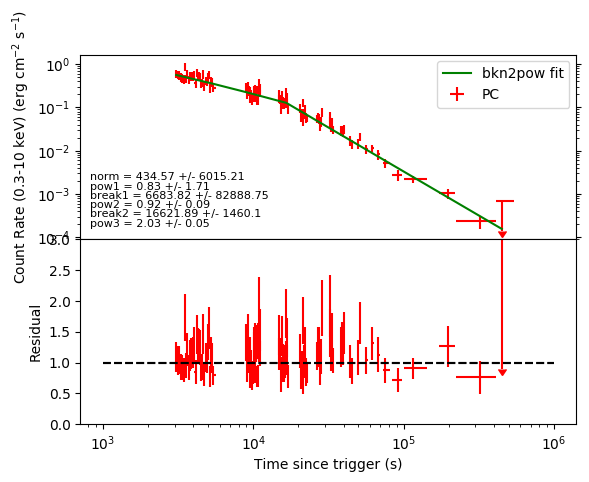 Count Rate (0.3-10 keV) (erg cm⁻² s⁻¹)
10⁰
10⁻¹
10⁻²
10⁻³
10⁻⁴
bkn2pow fit
PC
norm = 434.57 +/- 6015.21
pow1 = 0.83 +/- 1.71
break1 = 6683.82 +/- 82888.75
pow2 = 0.92 +/- 0.09
break2 = 16621.89 +/- 1460.1
pow3 = 2.03 +/- 0.05
Residual
3.0
2.5
2.0
1.5
1.0
0.5
0.0
10³ 10⁴ 10⁵ 10⁶
Time since trigger (s)